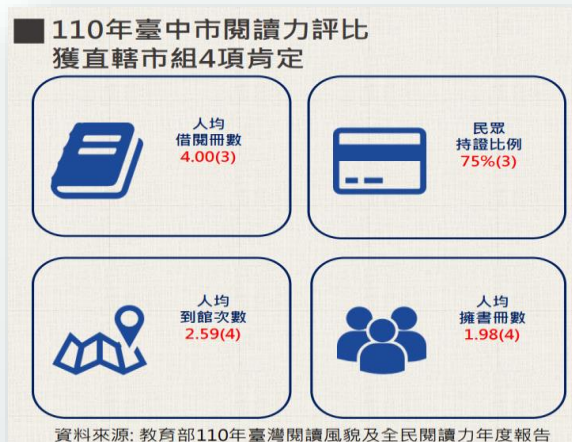 110年臺中市閱讀力評比
獲直轄市組4項肯定
人均
借閱冊數
4.00(3)
民眾
持證比例
75%(3)
人均
到館次數
2.59(4)
人均
擁書冊數
1.98(4)
資料來源: 教育部110年臺灣閱讀風貌及全民閱讀力年度報告